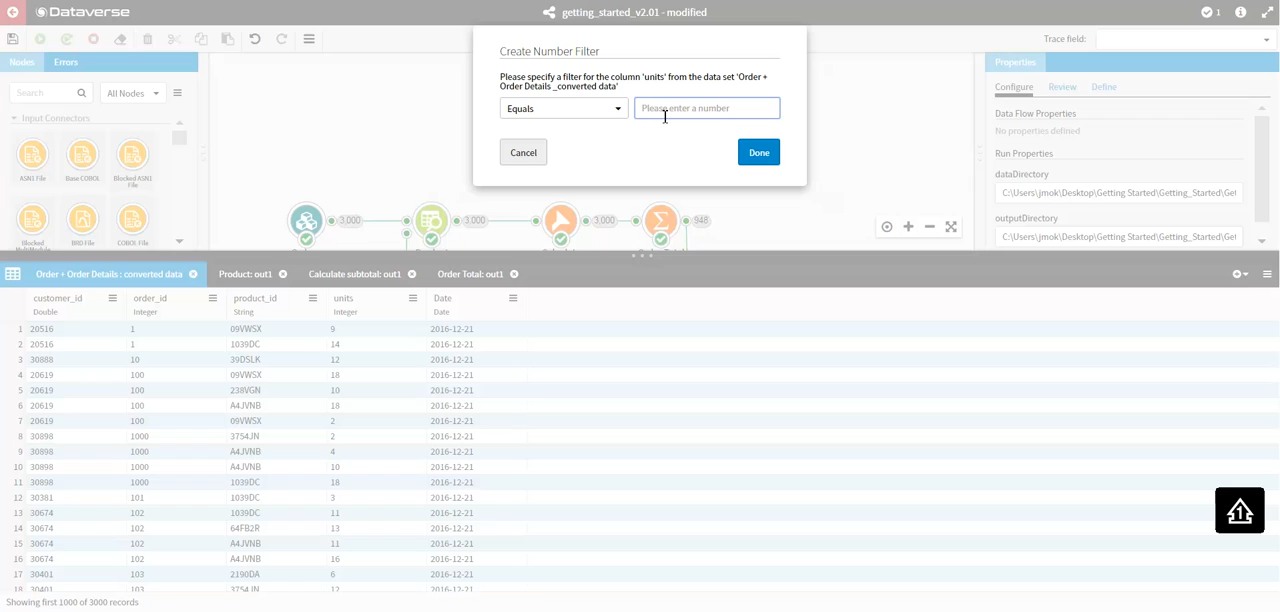 Dataverse
getting_started_v2.01 - modified
1
Trace field:
Nodes
Errors
Search
All Nodes
Input Connectors
ASN1 File
Base COBOL
Blocked ASN1
File
Blocked
BRD File
COBOL File
Create Number Filter
Please specify a filter for the column 'units' from the data set 'Order +
Order Details _converted data'
Equals
Please enter a number
Cancel
Done
3,000
3,000
3,000
948
Properties
Configure
Review
Define
Data Flow Properties
No properties defined
Run Properties
dataDirectory
C:\Users\jmok\Desktop\Getting Started\Getting_Started\Get
outputDirectory
C:\Users\jmok\Desktop\Getting Started\Getting_Started\Get
Order + Order Details : converted data
Product: out1
Calculate subtotal: out1
Order Total: out1
customer_id order_id product_id units Date
Double Integer String Integer Date
1 20516 1 09VWSX 9 2016-12-21
2 20516 1 1039DC 14 2016-12-21
3 30888 10 39DSLK 12 2016-12-21
4 20619 100 09VWSX 18 2016-12-21
5 20619 100 238VGN 10 2016-12-21
6 20619 100 A4JVNB 18 2016-12-21
7 20619 100 09VWSX 2 2016-12-21
8 30898 1000 3754JN 2 2016-12-21
9 30898 1000 A4JVNB 4 2016-12-21
10 30898 1000 A4JVNB 10 2016-12-21
11 30898 1000 1039DC 18 2016-12-21
12 30381 101 1039DC 3 2016-12-21
13 30674 102 1039DC 11 2016-12-21
14 30674 102 64FB2R 13 2016-12-21
15 30674 102 A4JVNB 11 2016-12-21
16 30674 102 A4JVNB 16 2016-12-21
17 30401 103 2190DA 6 2016-12-21
18 30401 103 3754JN 12 2016-12-21
Showing first 1000 of 3000 records